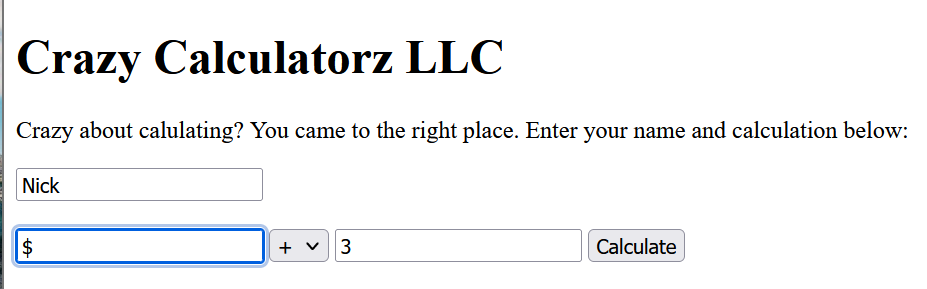 Crazy Calculatorz LLC
Crazy about calulating? You came to the right place. Enter your name and calculation below:
Nick
$ + 3 Calculate